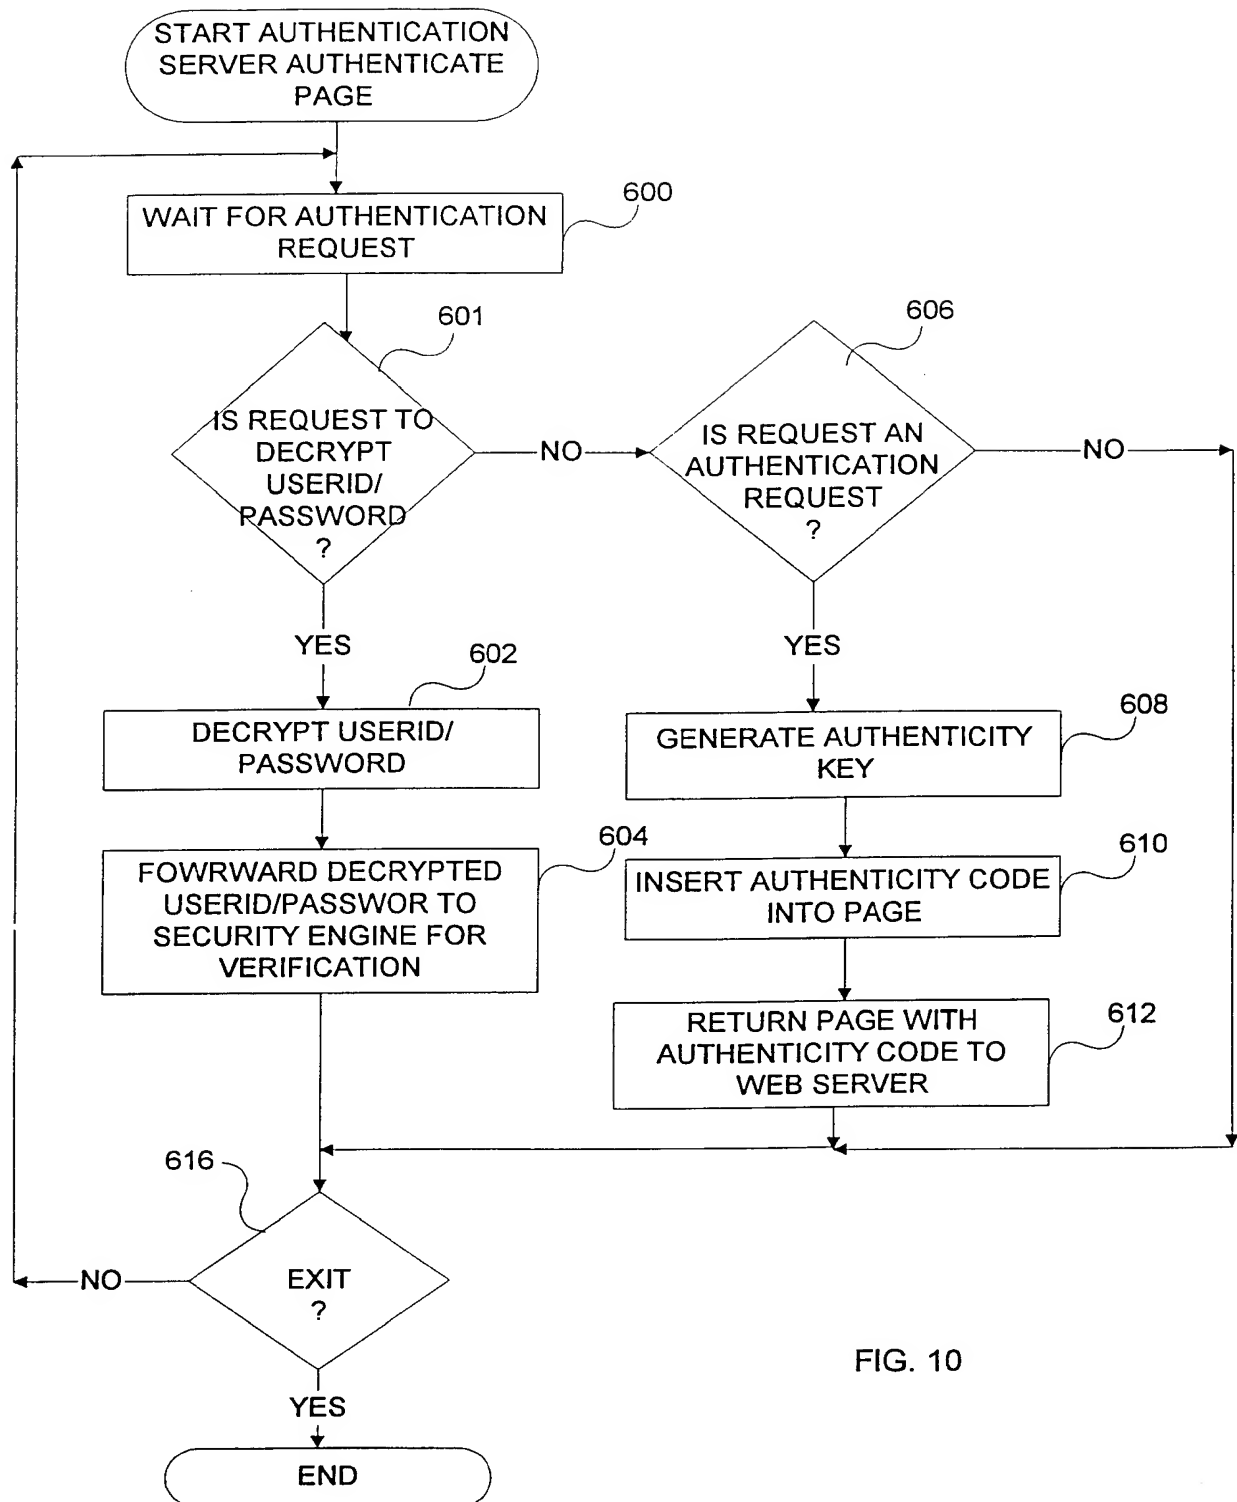 START AUTHENTICATION
SERVER AUTHENTICATE
PAGE
600
WAIT FOR AUTHENTICATION
REQUEST
601
IS REQUEST TO
DECRYPT
USERID/
PASSWORD
?
NO
606
IS REQUEST AN
AUTHENTICATION
REQUEST
?
NO
YES
YES
602
DECRYPT USERID/
PASSWORD
608
GENERATE AUTHENTICITY
KEY
604
FOWRWARD DECRYPTED
USERID/PASSWOR TO
SECURITY ENGINE FOR
VERIFICATION
610
INSERT AUTHENTICITY CODE
INTO PAGE
612
RETURN PAGE WITH
AUTHENTICITY CODE TO
WEB SERVER
616
EXIT
?
NO
YES
END
FIG. 10